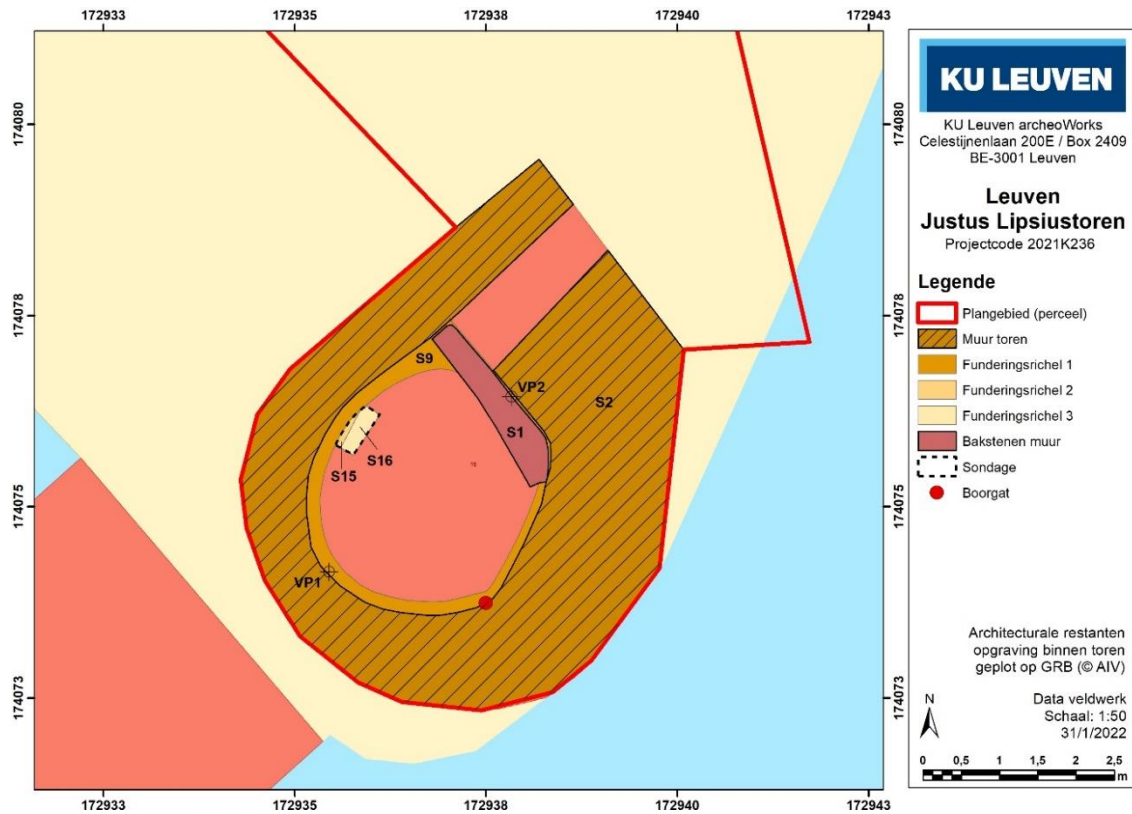 172933 172935 172938 172940 172943
174080 174080
174078 174078
174075 174075
174073 174073
S9
VP2
S2
S1
S16
S15
VP1
172933 172935 172938 172940 172943
KU LEUVEN
KU Leuven archeoWorks
Celestijnenlaan 200E / Box 2409
BE-3001 Leuven
Leuven
Justus Lipsiustoren
Projectcode 2021K236
Legende
Plangebied (perceel)
Muur toren
Funderingsrichel 1
Funderingsrichel 2
Funderingsrichel 3
Bakstenen muur
Sondage
Boorgat
Architecturale restanten
opgraving binnen toren
geplot op GRB (© AIV)
N
Data veldwerk
Schaal: 1:50
31/1/2022
0 0,5 1 1,5 2 2,5
m